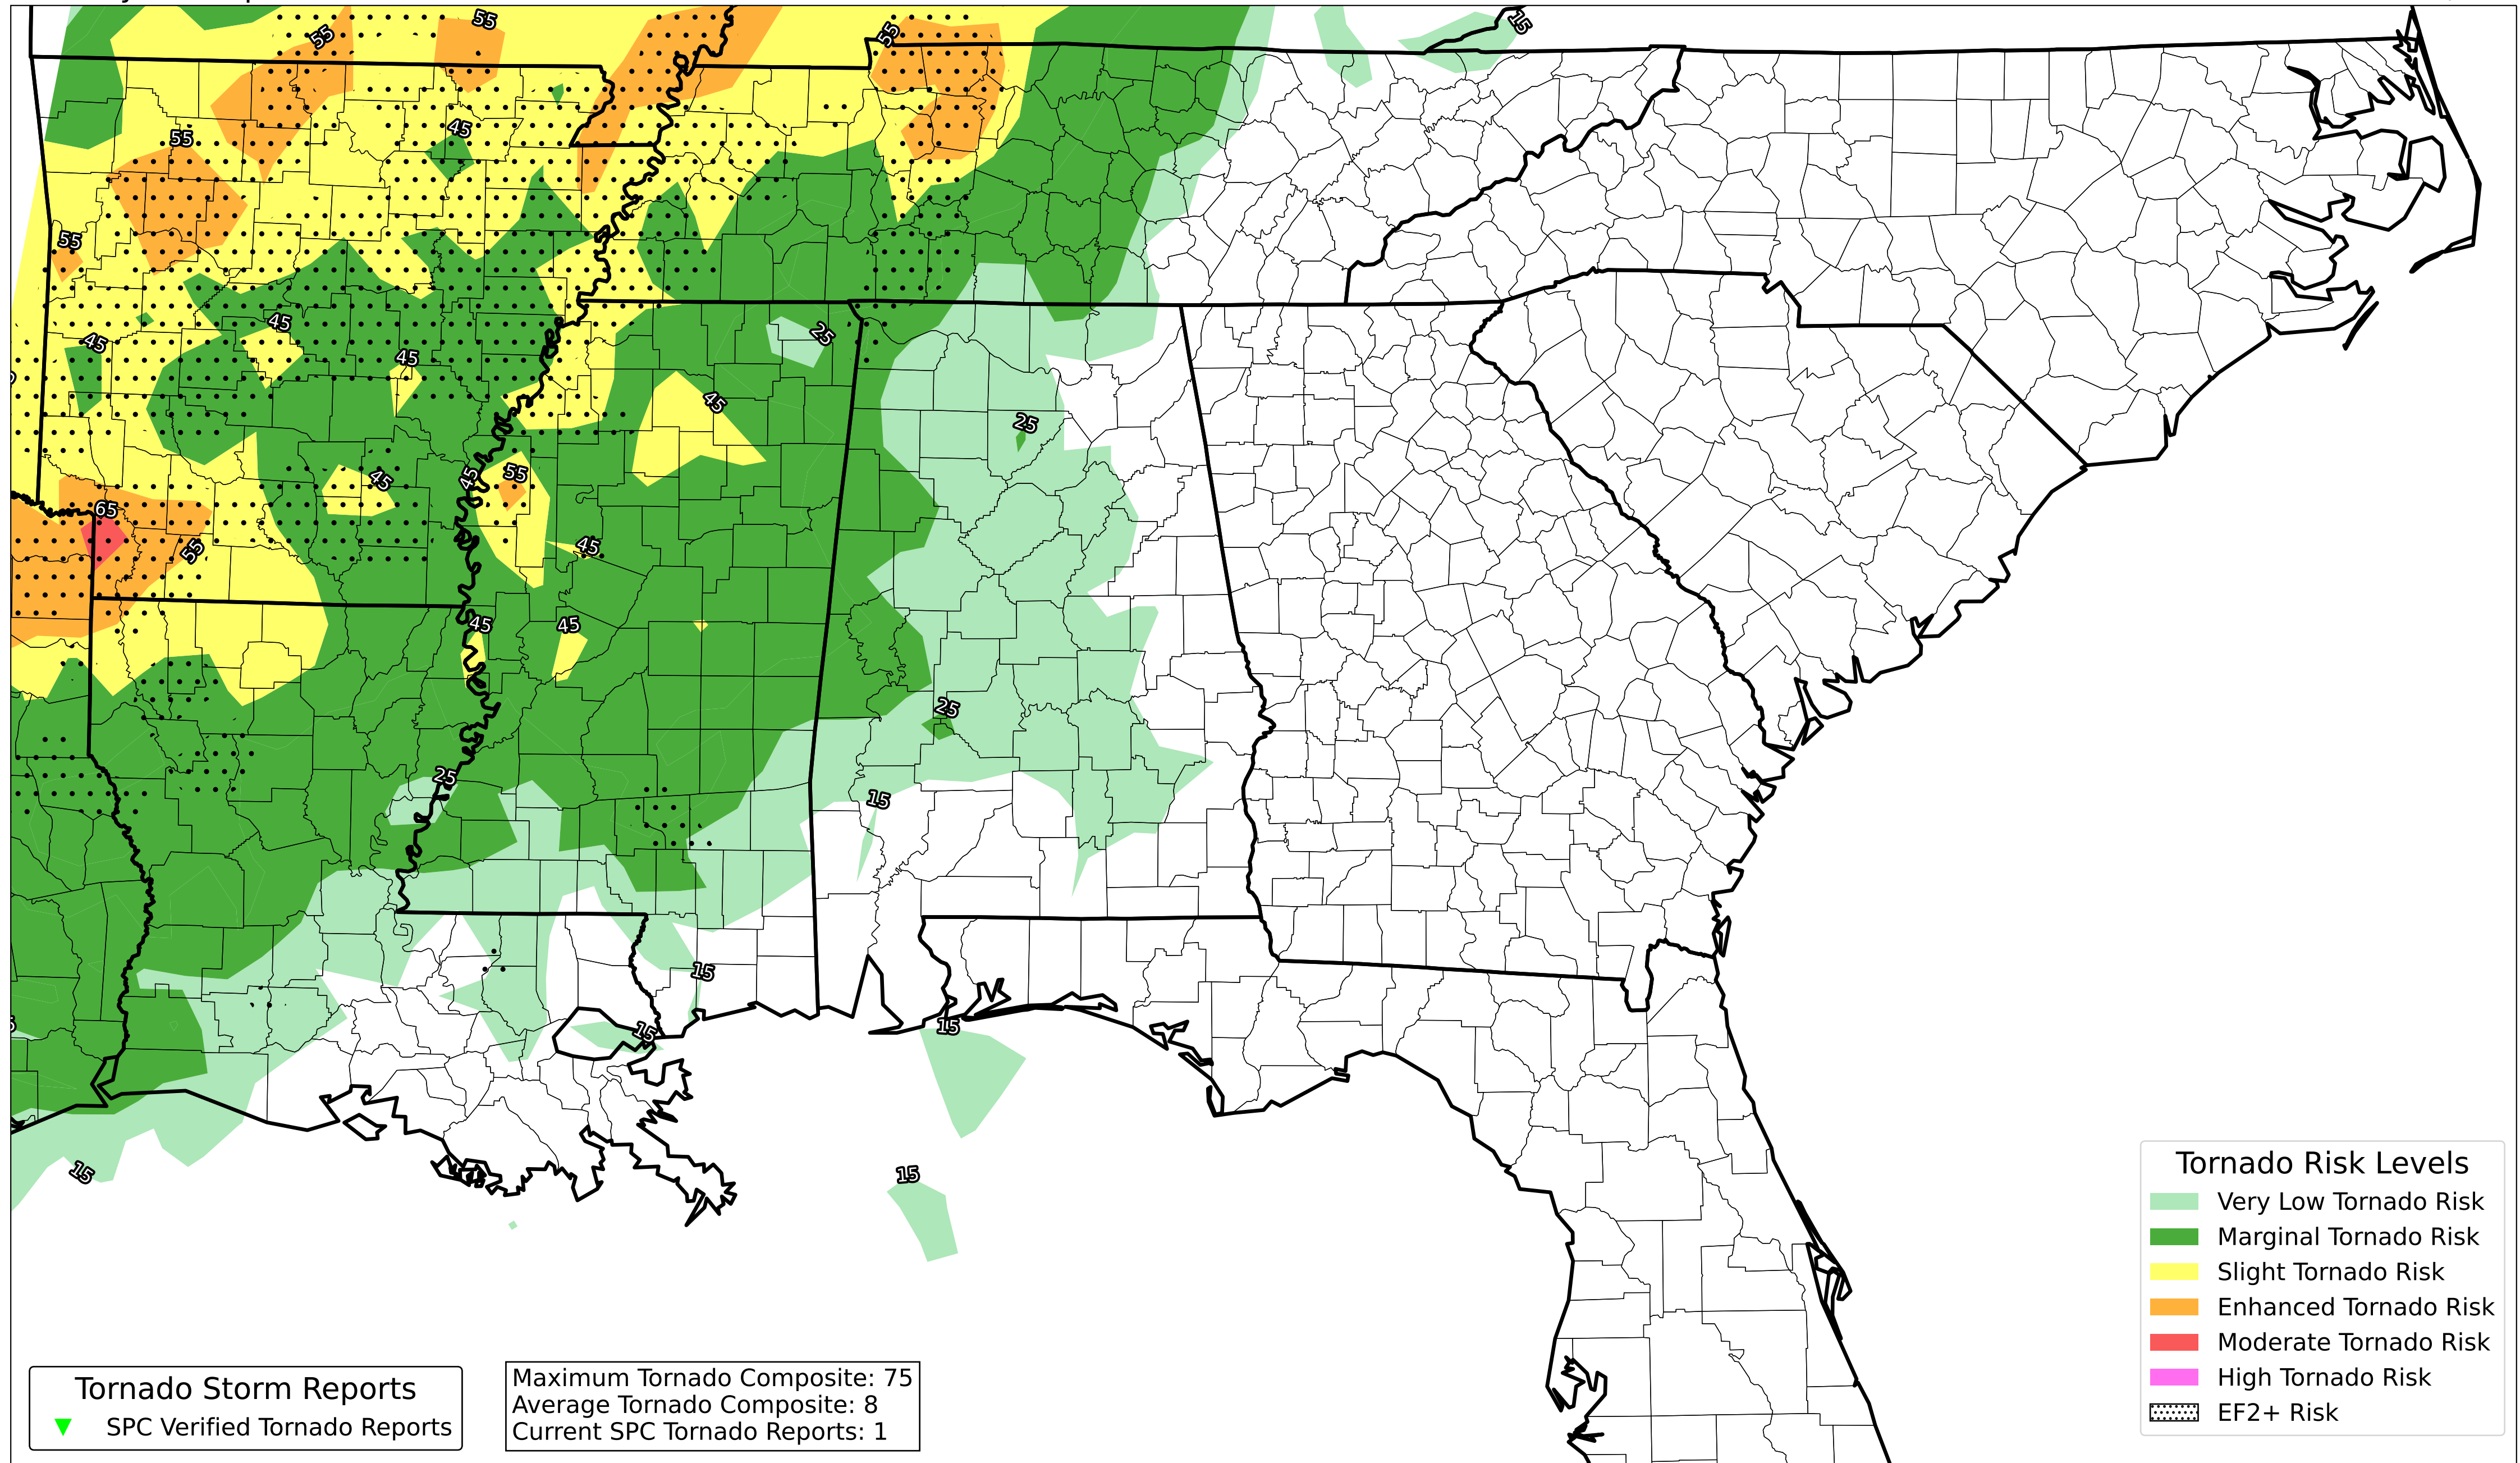 55
55
55
15
55
45
55
45
45
25
45
45
25
45
45
55
65
45
55
45
45
25
25
15
15
15
15
15
15
Tornado Risk Levels
Very Low Tornado Risk
Marginal Tornado Risk
Slight Tornado Risk
Enhanced Tornado Risk
Moderate Tornado Risk
High Tornado Risk
EF2+ Risk
Tornado Storm Reports
SPC Verified Tornado Reports
Maximum Tornado Composite: 75
Average Tornado Composite: 8
Current SPC Tornado Reports: 1